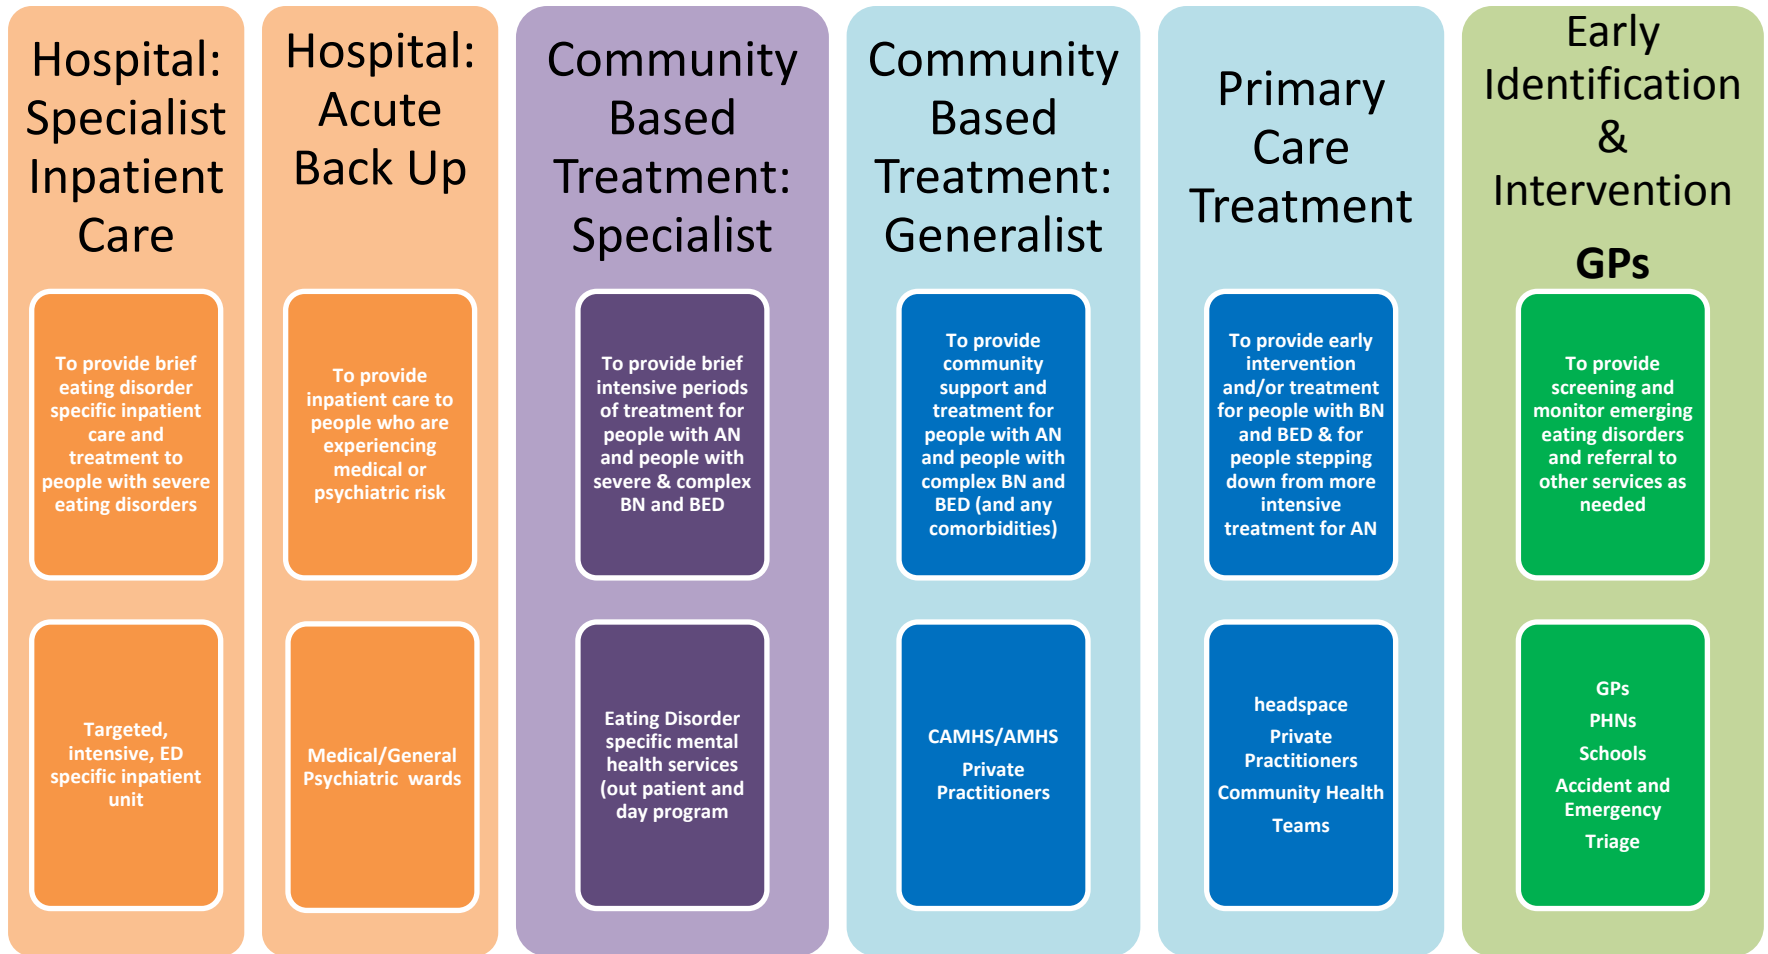 Hospital:
Specialist
Inpatient
Care
To provide brief
eating disorder
specific inpatient
care and
treatment to
people with severe
eating disorders
Targeted,
intensive, ED
specific inpatient
unit
Hospital:
Acute
Back Up
To provide
inpatient care to
people who are
experiencing
medical or
psychiatric risk
Medical/General
Psychiatric wards
Community
Based
Treatment:
Specialist
To provide brief
intensive periods
of treatment for
people with AN
and people with
severe & complex
BN and BED
Eating Disorder
specific mental
health services
(out patient and
day program
Community
Based
Treatment:
Generalist
To provide
community
support and
treatment for
people with AN
and people with
complex BN and
BED (and any
comorbidities)
CAMHS/AMHS
Private
Practitioners
Primary
Care
Treatment
To provide early
intervention
and/or treatment
for people with BN
and BED & for
people stepping
down from more
intensive
treatment for AN
headspace
Private
Practitioners
Community Health
Teams
Early
Identification
&
Intervention
GPs
To provide
screening and
monitor emerging
eating disorders
and referral to
other services as
needed
GPs
PHNs
Schools
Accident and
Emergency
Triage